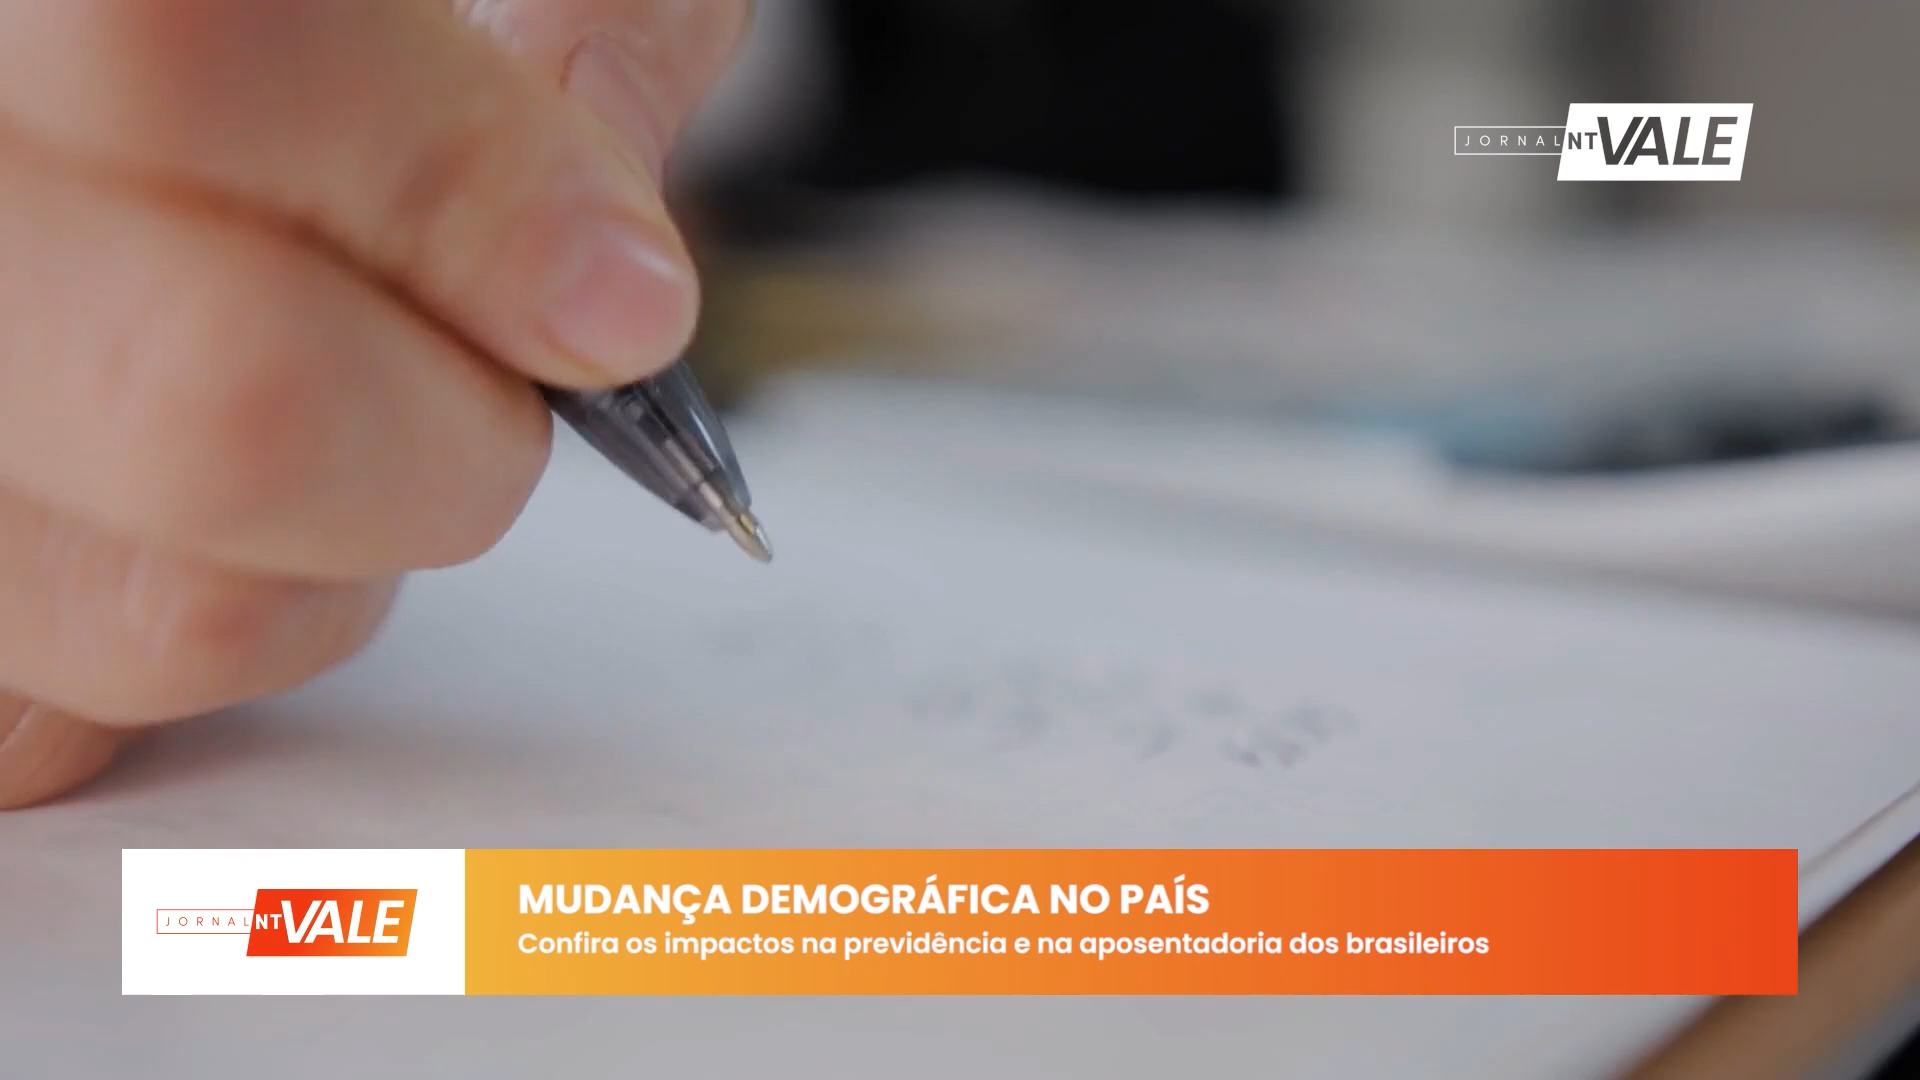 JORNAL NT VALE
MUDANÇA DEMOGRÁFICA NO PAÍS
JORNAL NT VALE
Confira os impactos na previdência e na aposentadoria dos brasileiros